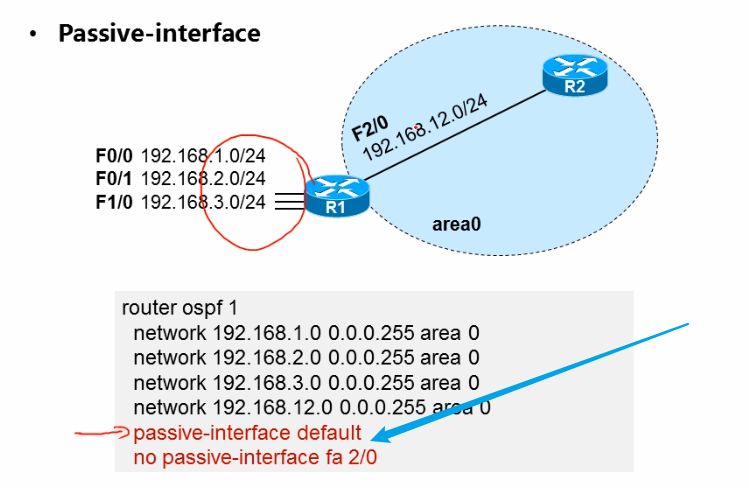 • Passive-interface
R2
F2/0
192.168.12.0/24
F0/0 192.168.1.0/24
F0/1 192.168.2.0/24
F1/0 192.168.3.0/24
R1
area0
router ospf 1
network 192.168.1.0 0.0.0.255 area 0
network 192.168.2.0 0.0.0.255 area 0
network 192.168.3.0 0.0.0.255 area 0
network 192.168.12.0 0.0.0.255 area 0
passive-interface default
no passive-interface fa 2/0